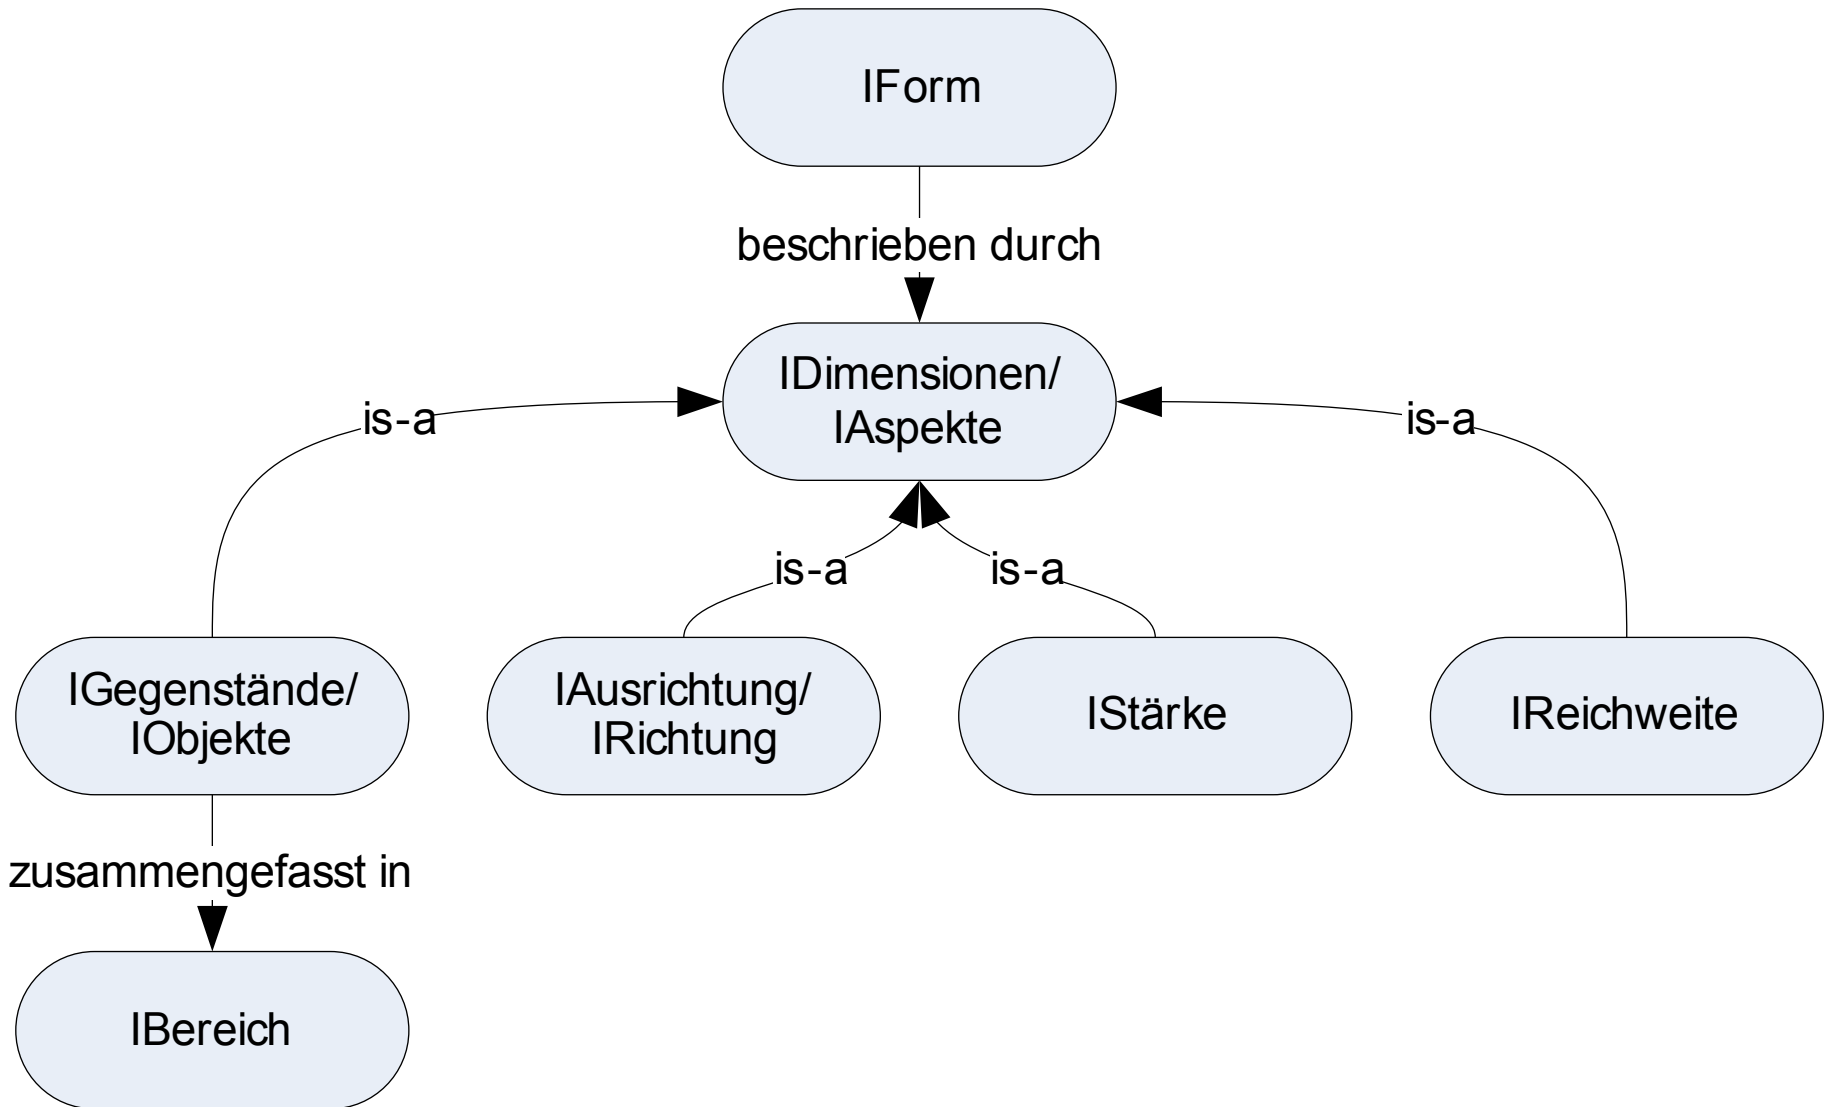 IForm
beschrieben durch
IDimensionen/
IAspekte
is-a
is-a
is-a
is-a
IGegenstände/
IObjekte
IAusrichtung/
IRichtung
IStärke
IReichweite
zusammengefasst in
IBereich